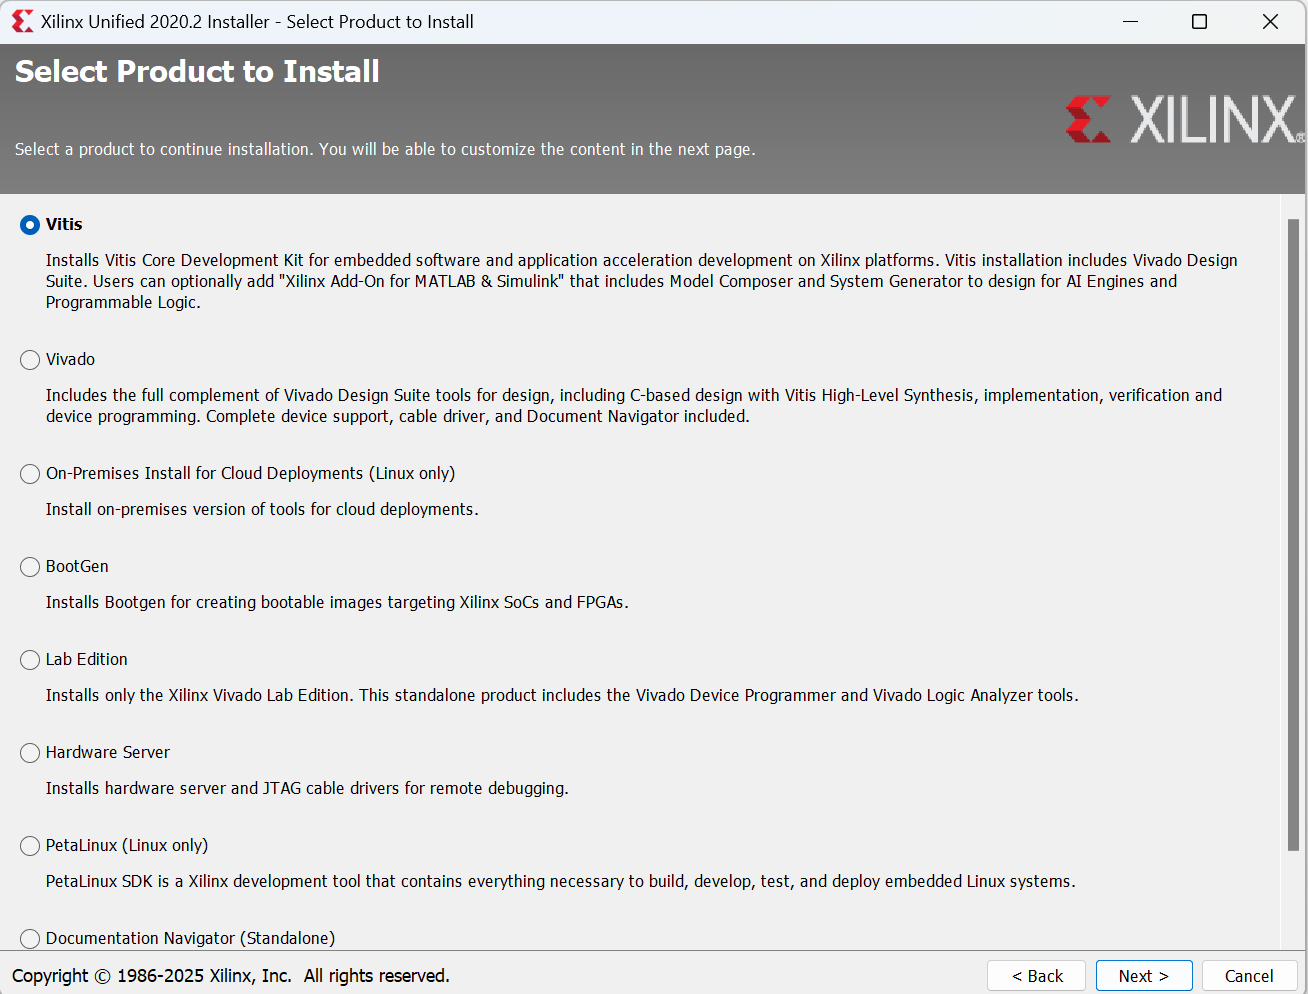 Xilinx Unified 2020.2 Installer - Select Product to Install
Select Product to Install
XILINX®
Select a product to continue installation. You will be able to customize the content in the next page.
Vitis
Installs Vitis Core Development Kit for embedded software and application acceleration development on Xilinx platforms. Vitis installation includes Vivado Design
Suite. Users can optionally add "Xilinx Add-On for MATLAB & Simulink" that includes Model Composer and System Generator to design for AI Engines and
Programmable Logic.
Vivado
Includes the full complement of Vivado Design Suite tools for design, including C-based design with Vitis High-Level Synthesis, implementation, verification and
device programming. Complete device support, cable driver, and Document Navigator included.
On-Premises Install for Cloud Deployments (Linux only)
Install on-premises version of tools for cloud deployments.
BootGen
Installs Bootgen for creating bootable images targeting Xilinx SoCs and FPGAs.
Lab Edition
Installs only the Xilinx Vivado Lab Edition. This standalone product includes the Vivado Device Programmer and Vivado Logic Analyzer tools.
Hardware Server
Installs hardware server and JTAG cable drivers for remote debugging.
PetaLinux (Linux only)
PetaLinux SDK is a Xilinx development tool that contains everything necessary to build, develop, test, and deploy embedded Linux systems.
Documentation Navigator (Standalone)
Copyright © 1986-2025 Xilinx, Inc. All rights reserved.
< Back
Next >
Cancel